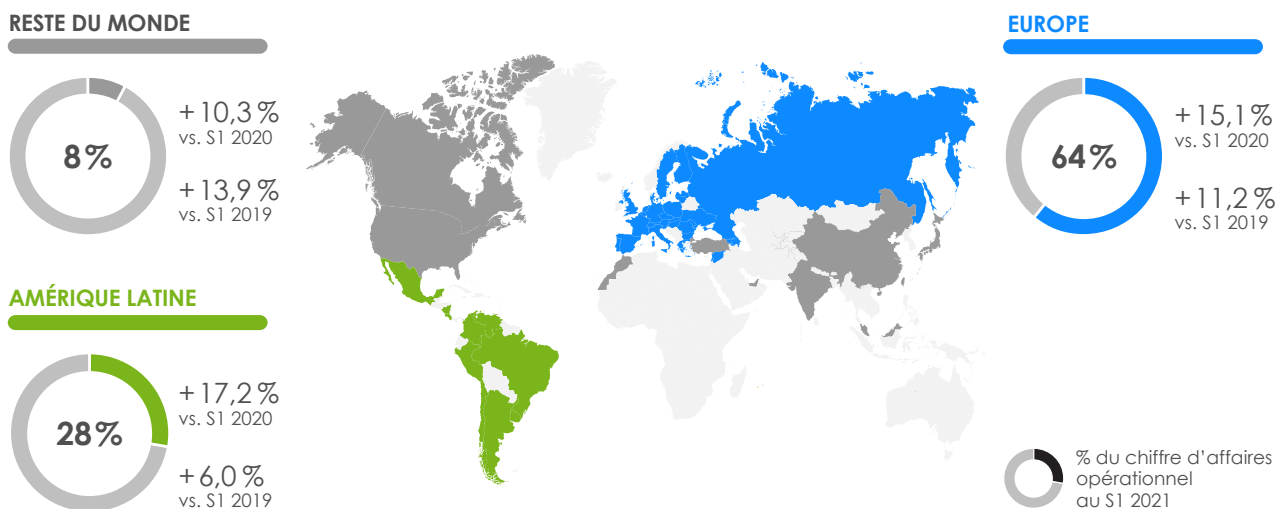 RESTE DU MONDE
8%
+10,3%
vs. S1 2020
+13,9%
vs. S1 2019
AMÉRIQUE LATINE
28%
+17,2%
vs. S1 2020
+6,0%
vs. S1 2019
EUROPE
64%
+15,1%
vs. S1 2020
+11,2%
vs. S1 2019
% du chiffre d’affaires
opérationnel
au S1 2021